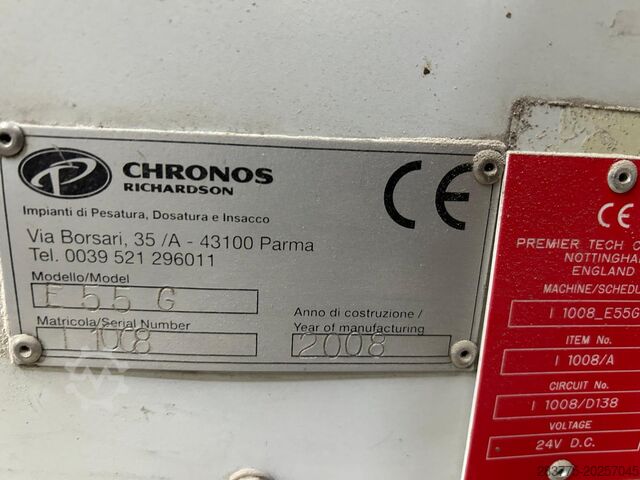 CHRONOS
RICHARDSON
CE
Impianti di Pesatura, Dosatura e Insacco
Via Borsari, 35 /A - 43100 Parma
Tel. 0039 521 296011
Modello/Model
E 55 G
Matricola/Serial Number
I 1008
Anno di costruzione /
Year of manufacturing
2008
CE
PREMIER TECH C
NOTTINGHA
ENGLAND
MACHINE/SCHEDU
I 1008_E55G
ITEM No.
I 1008/A
CIRCUIT No.
I 1008/D138
VOLTAGE
24V D.C.